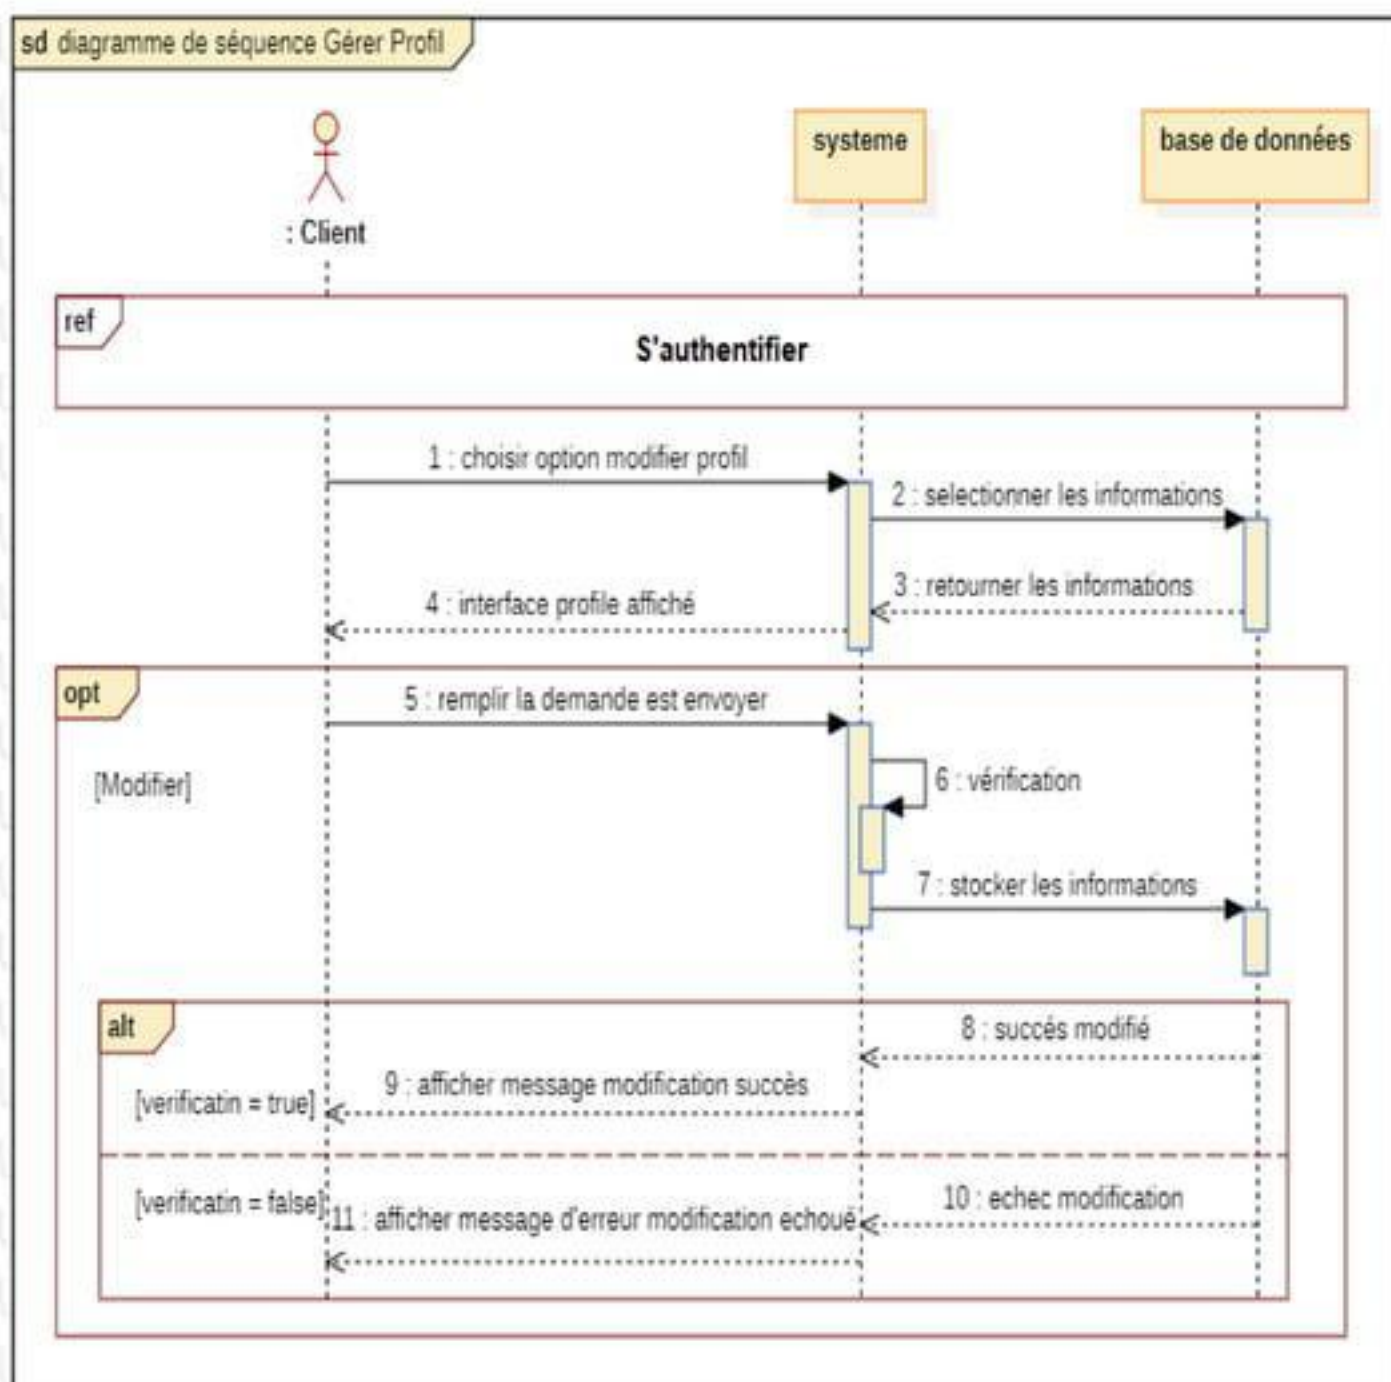 sd diagramme de séquence Gérer Profil
systeme
base de données
: Client
ref
S'authentifier
1 : choisir option modifier profil
2 : selectionner les informations
3 : retourner les informations
4 : interface profile affiché
opt
5 : remplir la demande est envoyer
[Modifier]
6 : vérification
7 : stocker les informations
alt
8 : succés modifié
9 : afficher message modification succès
[verificatin = true]
10 : echec modification
[verificatin = false]
11 : afficher message d'erreur modification echoué